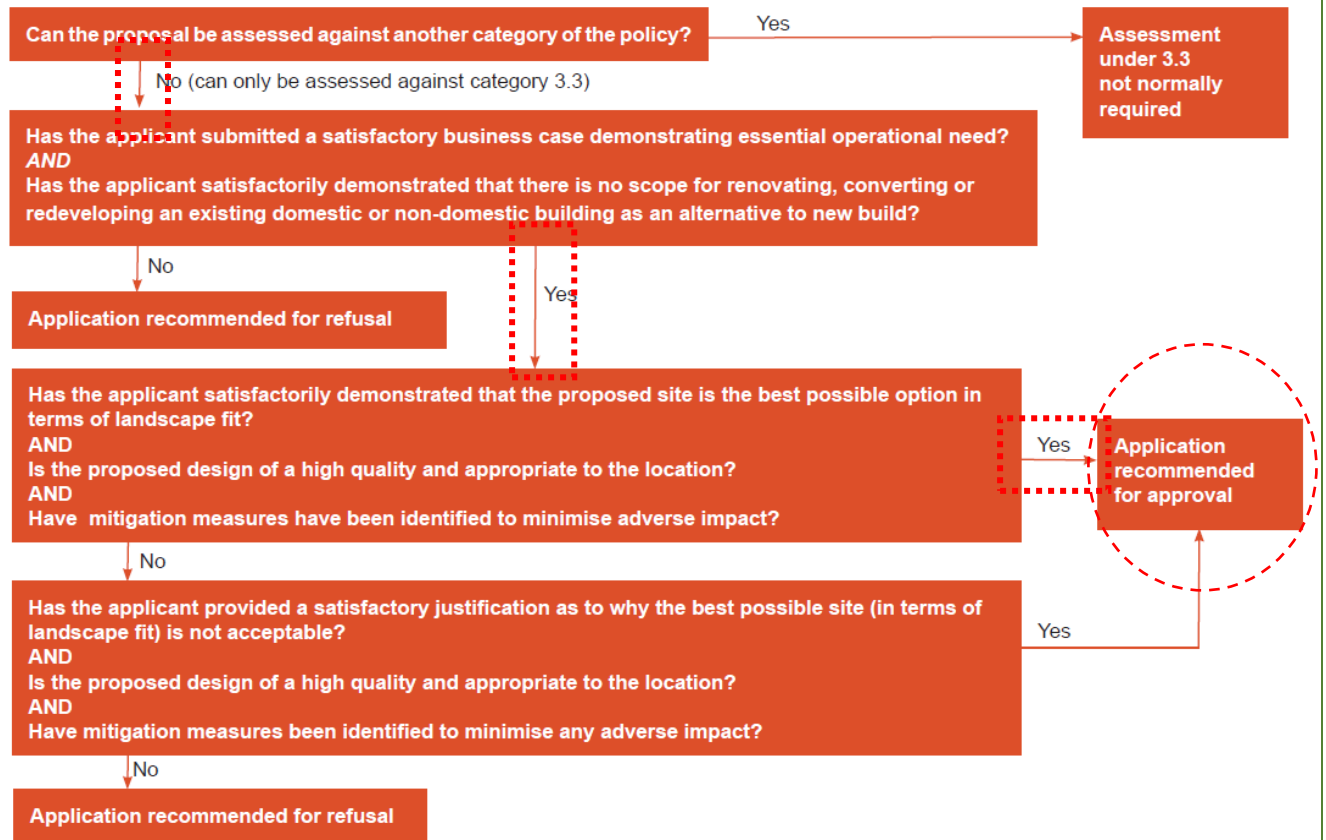 Can the proposal be assessed against another category of the policy?
Yes
Assessment
under 3.3
not normally
required
No (can only be assessed against category 3.3)
Has the applicant submitted a satisfactory business case demonstrating essential operational need?
AND
Has the applicant satisfactorily demonstrated that there is no scope for renovating, converting or
redeveloping an existing domestic or non-domestic building as an alternative to new build?
No
Yes
Application recommended for refusal
Has the applicant satisfactorily demonstrated that the proposed site is the best possible option in
terms of landscape fit?
AND
Is the proposed design of a high quality and appropriate to the location?
AND
Have mitigation measures have been identified to minimise adverse impact?
Yes
Application
recommended
for approval
No
Has the applicant provided a satisfactory justification as to why the best possible site (in terms of
landscape fit) is not acceptable?
AND
Is the proposed design of a high quality and appropriate to the location?
AND
Have mitigation measures been identified to minimise any adverse impact?
Yes
No
Application recommended for refusal